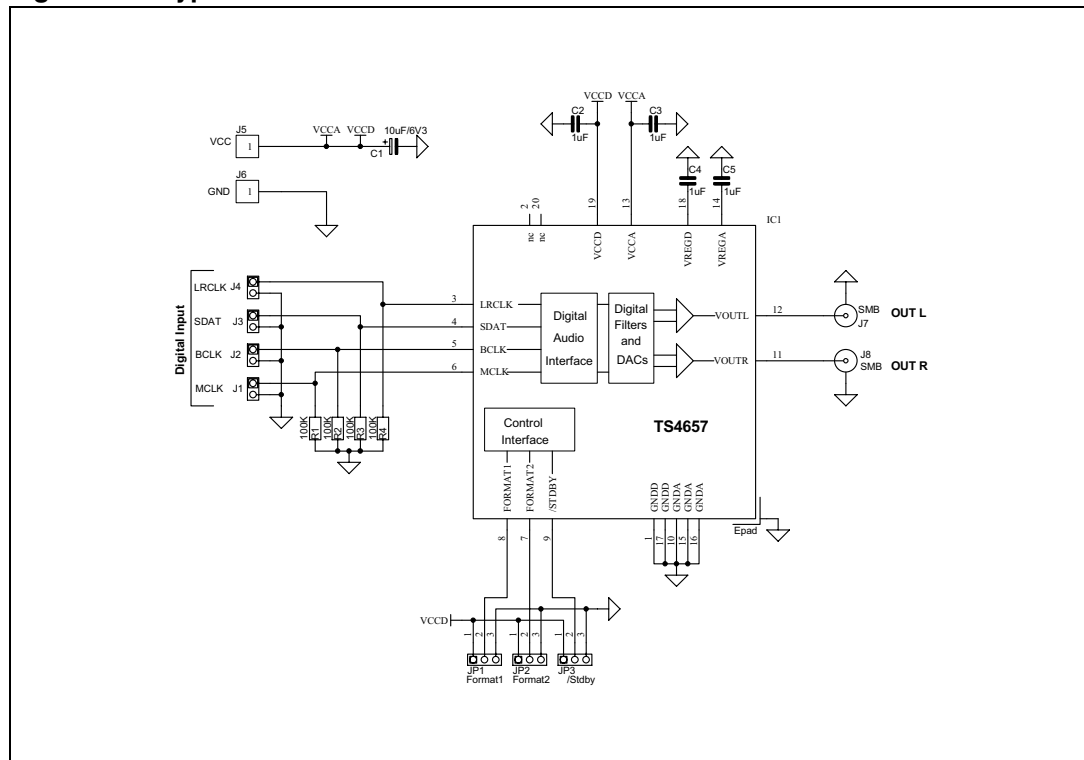 VCCD VCCA
C2
1uF
C3
1uF
J5
VCC 1
VCCA VCCD 10uF/6V3
+
C1
C4
1uF
C5
1uF
J6
GND 1
2 20 19 13 18 14
IC1
nc nc VCCD VCCA VREGD VREGA
Digital Input
LRCLK J4
SDAT J3
BCLK J2
MCLK J1
3 LRCLK
4 SDAT
5 BCLK
6 MCLK
Digital
Audio
Interface
Digital
Filters
and
DACs
VOUTL 12
VOUTR 11
SMB
J7
OUT L
J8
SMB
OUT R
100K R1 100K R2 100K R3 100K R4
Control
Interface
TS4657
FORMAT1 FORMAT2 /STDBY
GNDD GNDD GNDA GNDA GNDA
Epad
8 7 9
1 17 10 15 16
VCCD
1 2 3 1 2 3 1 2 3
JP1
Format1
JP2
Format2
JP3
/Stdby